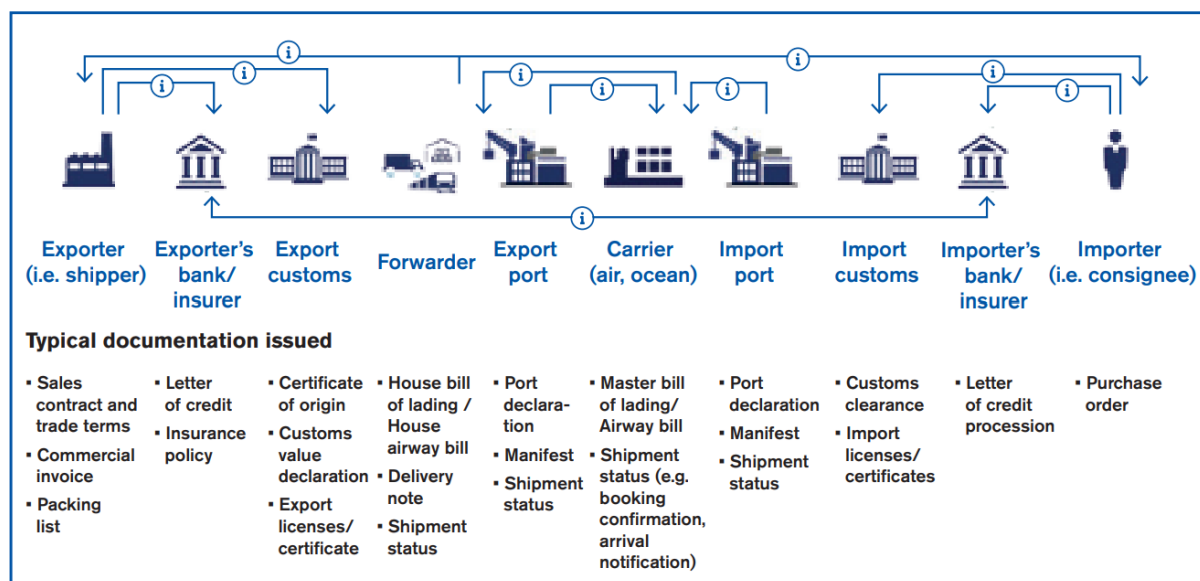 i
i
i
i
i
i
i
i
i
i
Exporter
(i.e. shipper)
Exporter's
bank/
insurer
Export
customs
Forwarder
Export
port
Carrier
(air, ocean)
Import
port
Import
customs
Importer's
bank/
insurer
Importer
(i.e. consignee)
Typical documentation issued
▪ Sales
contract and
trade terms
▪ Commercial
invoice
▪ Packing
list
▪ Letter
of credit
▪ Insurance
policy
▪ Certificate
of origin
▪ Customs
value
declaration
▪ Export
licenses/
certificate
▪ House bill
of lading /
House
airway bill
▪ Delivery
note
▪ Shipment
status
▪ Port
declara-
tion
▪ Manifest
▪ Shipment
status
▪ Master bill
of lading/
Airway bill
▪ Shipment
status (e.g.
booking
confirmation,
arrival
notification)
▪ Port
declaration
▪ Manifest
▪ Shipment
status
▪ Customs
clearance
▪ Import
licenses/
certificates
▪ Letter
of credit
procession
▪ Purchase
order